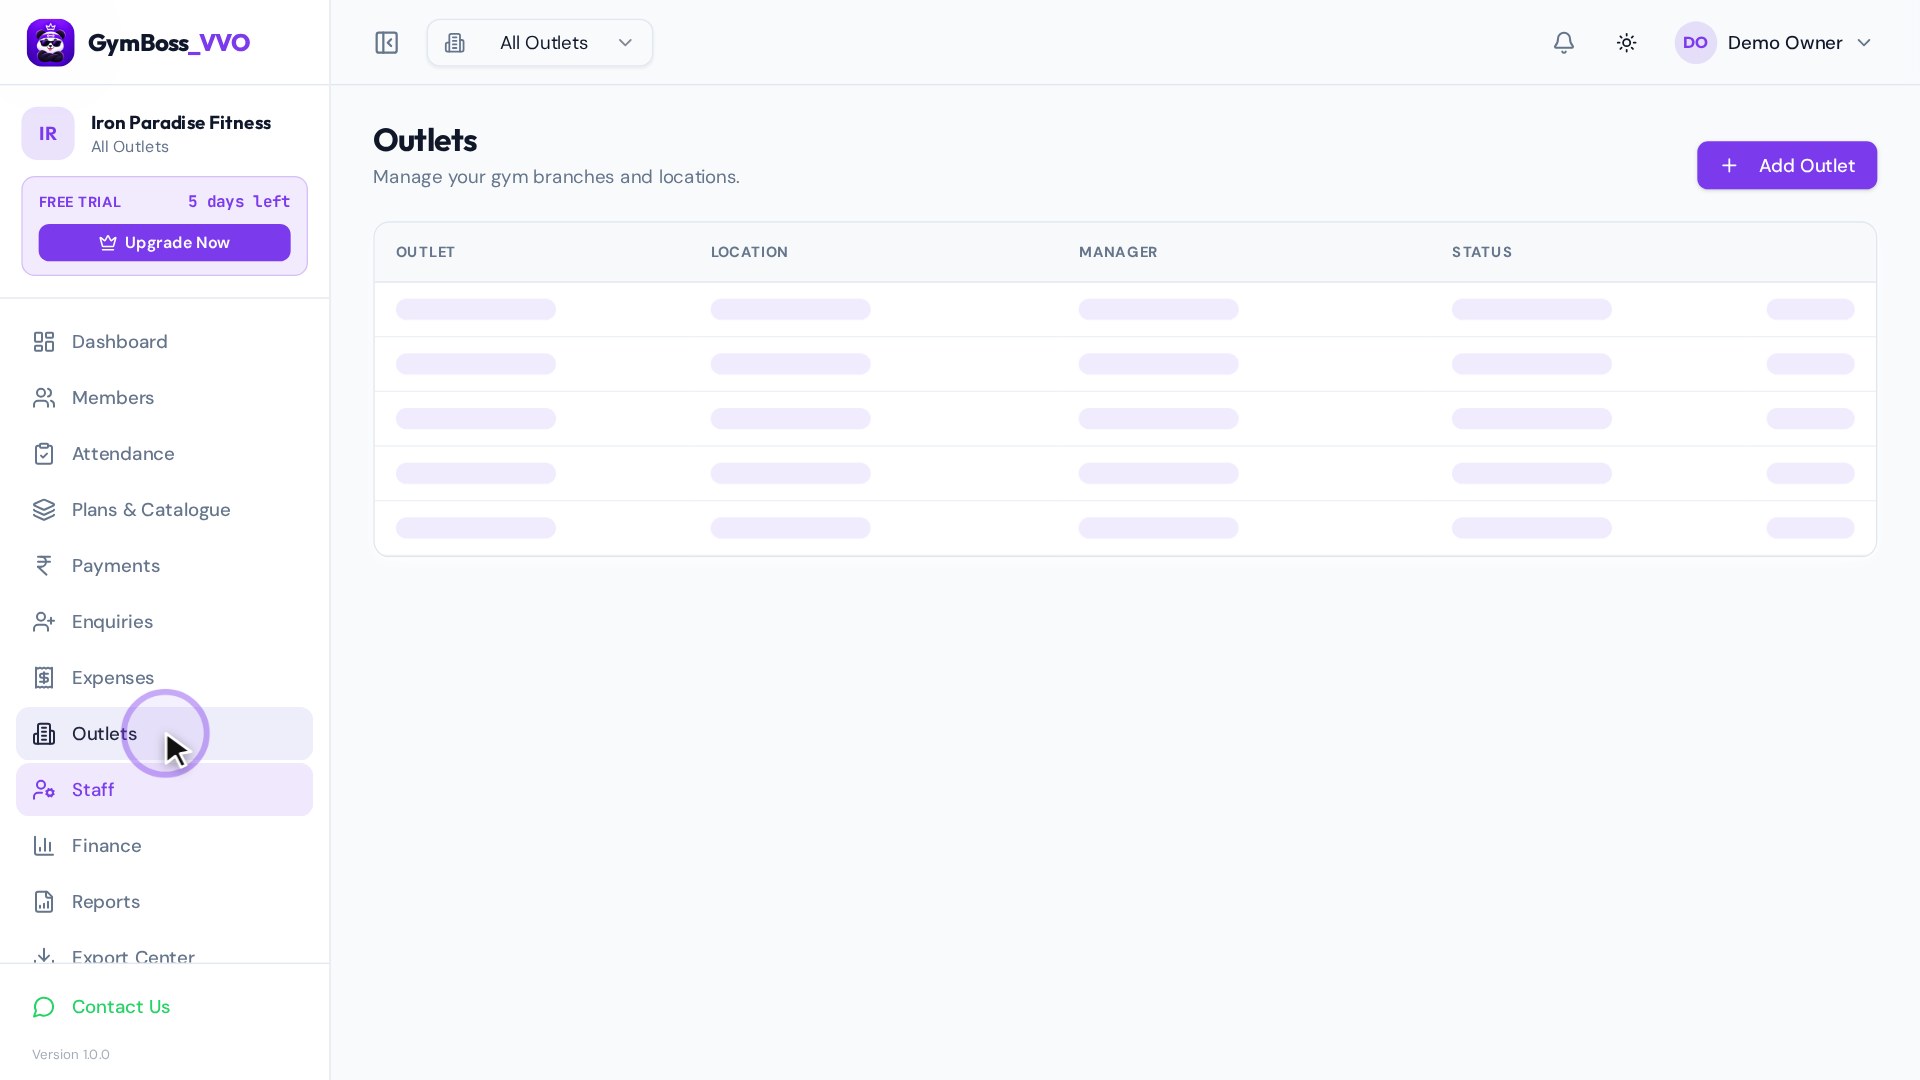 GymBoss_VVO
All Outlets
DO
Demo Owner
IR
Iron Paradise Fitness
All Outlets
FREE TRIAL
5 days left
Upgrade Now
Dashboard
Members
Attendance
Plans & Catalogue
Payments
Enquiries
Expenses
Outlets
Staff
Finance
Reports
Export Center
Contact Us
Version 1.0.0
Outlets
Manage your gym branches and locations.
Add Outlet
OUTLET LOCATION MANAGER STATUS